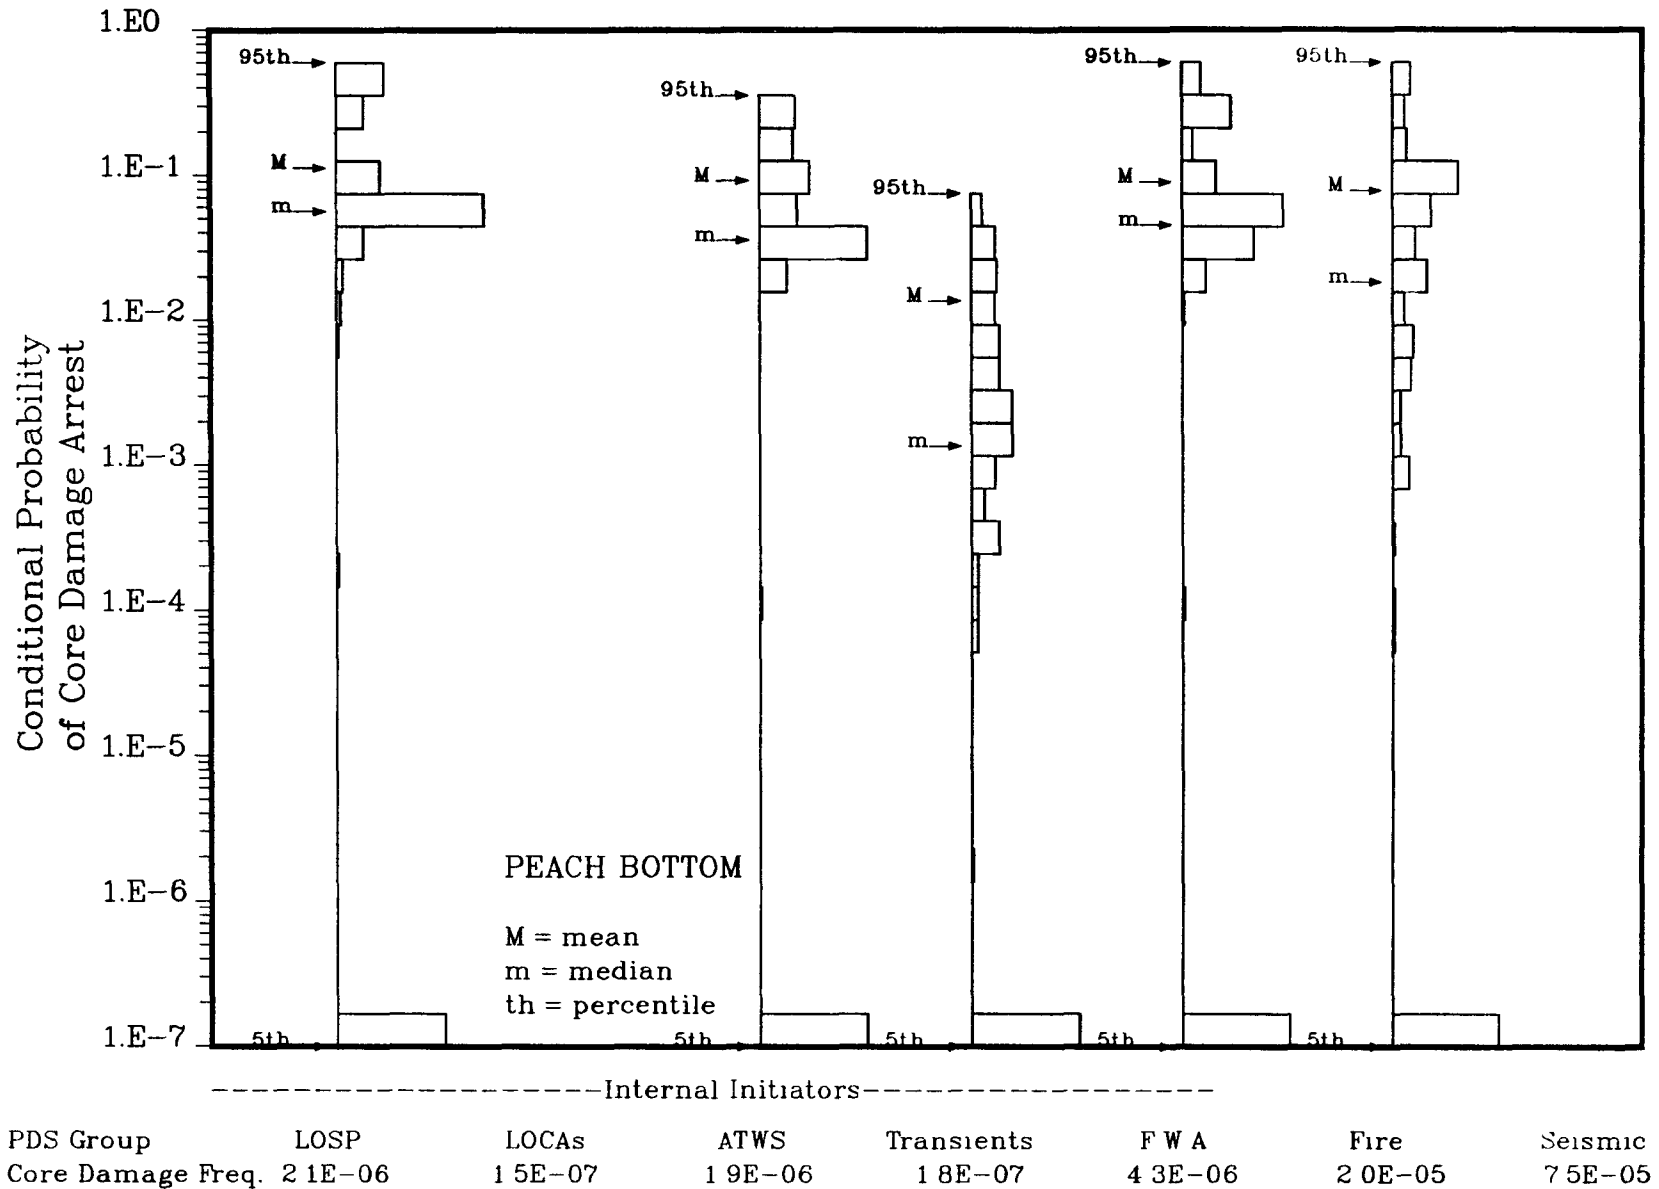 1.E0
1.E-1
1.E-2
1.E-3
1.E-4
1.E-5
1.E-6
1.E-7
Conditional Probability
of Core Damage Arrest
95th
M
m
5th
95th
M
m
5th
95th
M
m
5th
95th
M
m
5th
95th
M
m
5th
PEACH BOTTOM
M = mean
m = median
th = percentile
Internal Initiators
PDS Group LOSP LOCAs ATWS Transients F W A Fire Seismic
Core Damage Freq. 2 1E-06 1 5E-07 1 9E-06 1 8E-07 4 3E-06 2 0E-05 7 5E-05